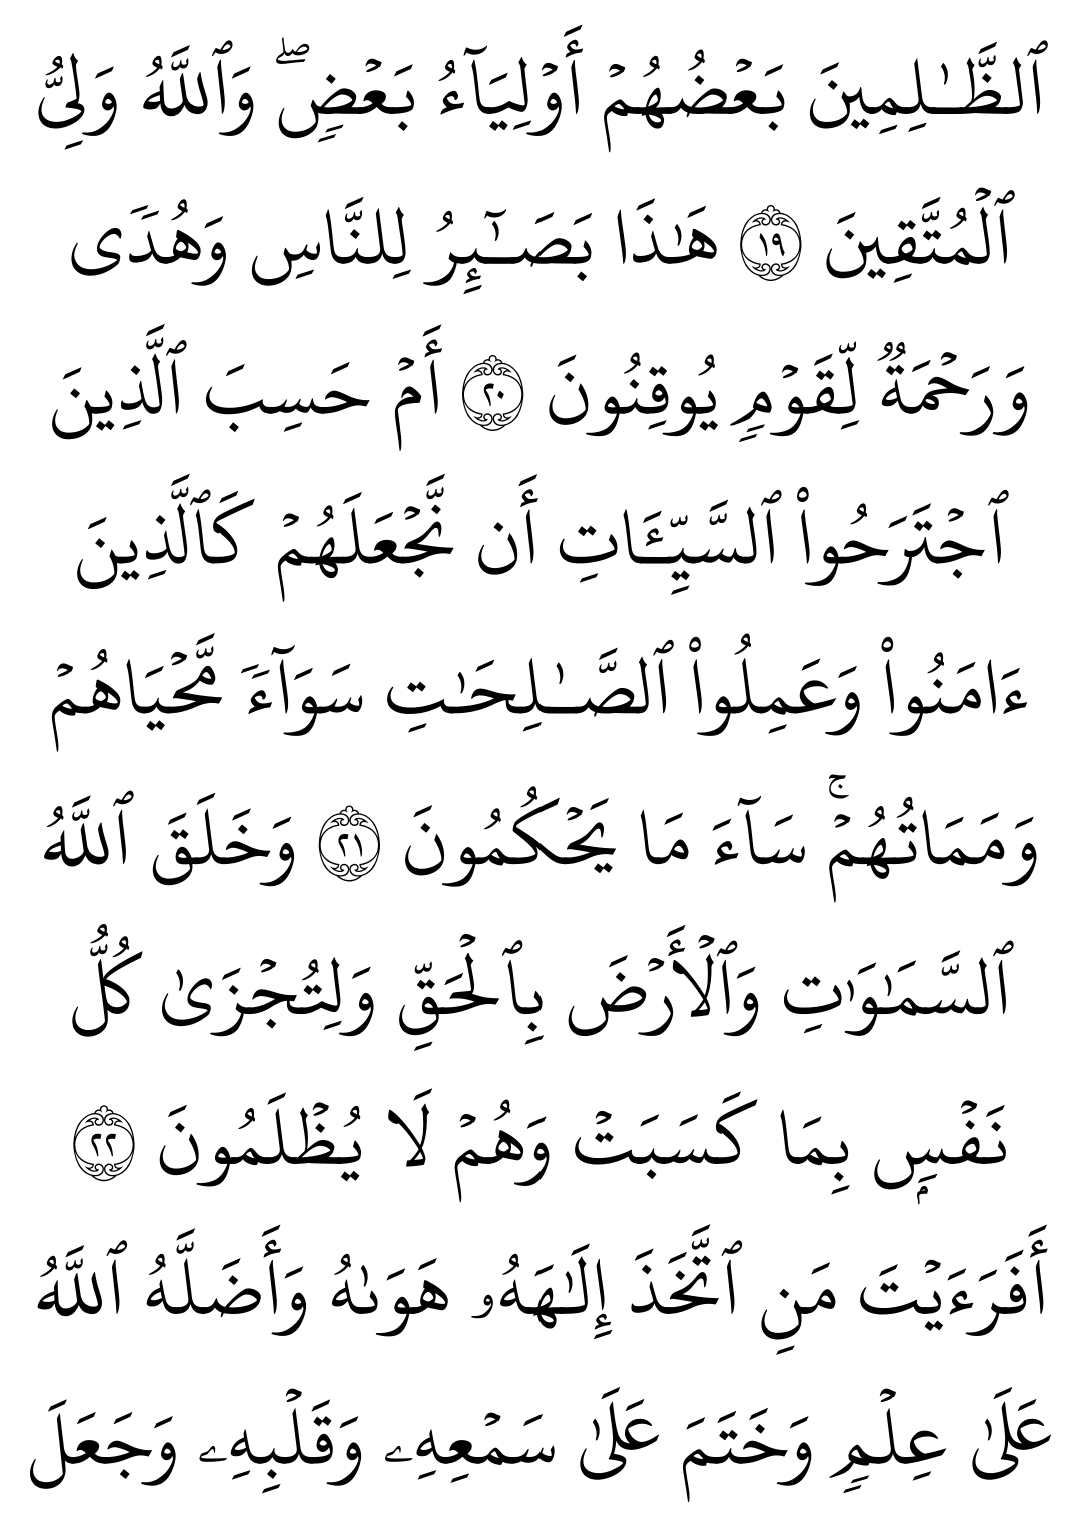 ٱلظَّـٰلِمِينَ بَعۡضُهُمۡ أَوۡلِيَآءُ بَعۡضٖۖ وَٱللَّهُ وَلِيُّ
ٱلۡمُتَّقِينَ ١٩ هَـٰذَا بَصَـٰٓئِرُ لِلنَّاسِ وَهُدٗى
وَرَحۡمَةٞ لِّقَوۡمٖ يُوقِنُونَ ٢٠ أَمۡ حَسِبَ ٱلَّذِينَ
ٱجۡتَرَحُواْ ٱلسَّيِّـَٔاتِ أَن نَّجۡعَلَهُمۡ كَٱلَّذِينَ
ءَامَنُواْ وَعَمِلُواْ ٱلصَّـٰلِحَـٰتِ سَوَآءٗ مَّحۡيَاهُمۡ
وَمَمَاتُهُمۡۚ سَآءَ مَا يَحۡكُمُونَ ٢١ وَخَلَقَ ٱللَّهُ
ٱلسَّمَـٰوَٰتِ وَٱلۡأَرۡضَ بِٱلۡحَقِّ وَلِتُجۡزَىٰ كُلُّ
نَفۡسِۭ بِمَا كَسَبَتۡ وَهُمۡ لَا يُظۡلَمُونَ ٢٢
أَفَرَءَيۡتَ مَنِ ٱتَّخَذَ إِلَـٰهَهُۥ هَوَىٰهُ وَأَضَلَّهُ ٱللَّهُ
عَلَىٰ عِلۡمٖ وَخَتَمَ عَلَىٰ سَمۡعِهِۦ وَقَلۡبِهِۦ وَجَعَلَ